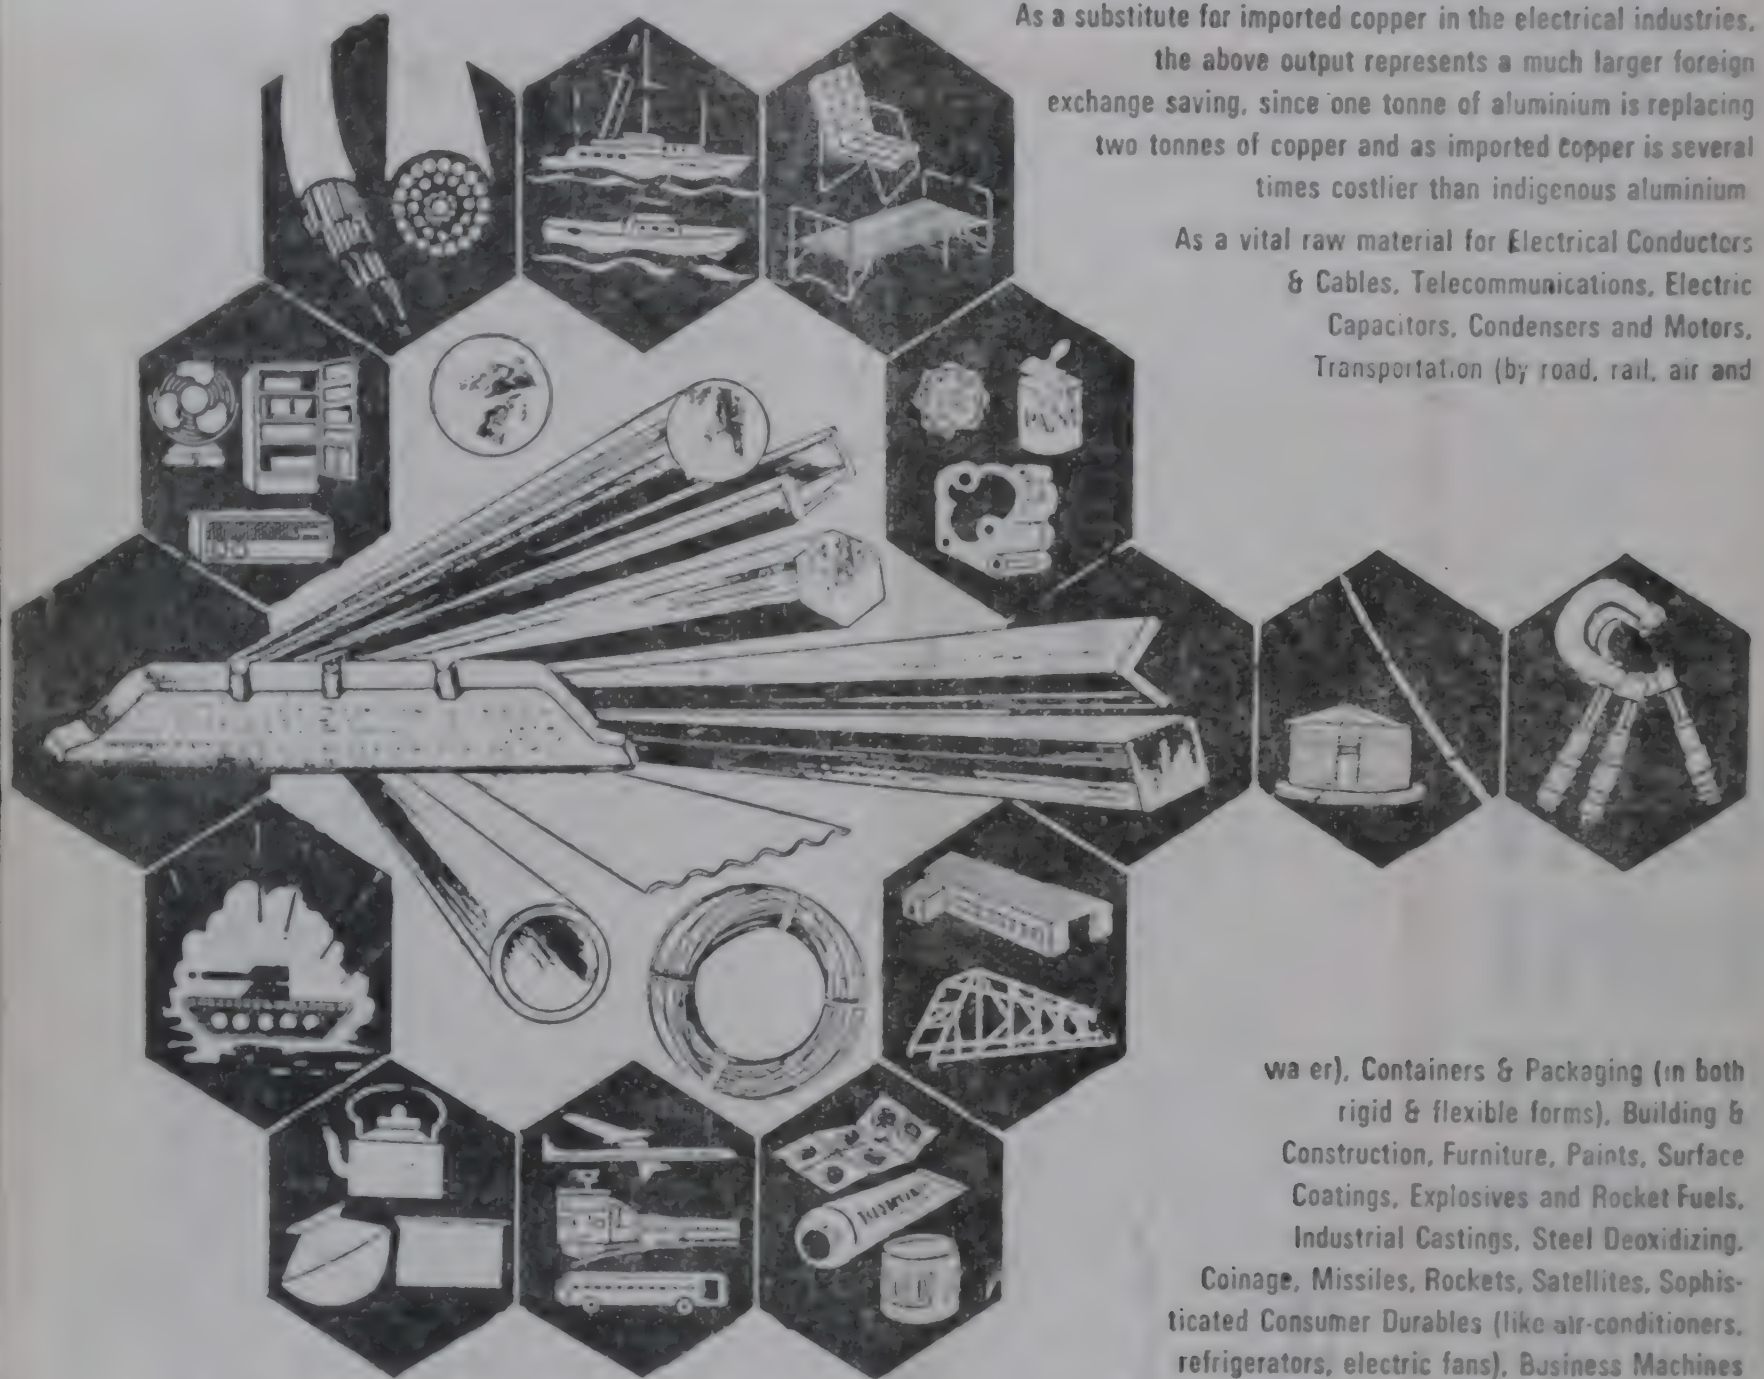 As a substitute for imported copper in the electrical industries,
the above output represents a much larger foreign
exchange saving, since one tonne of aluminium is replacing
two tonnes of copper and as imported copper is several
times costlier than indigenous aluminium
As a vital raw material for Electrical Conductors
& Cables, Telecommunications, Electric
Capacitors, Condensers and Motors,
Transportation (by road, rail, air and
wa er), Containers & Packaging (in both
rigid & flexible forms), Building &
Construction, Furniture, Paints, Surface
Coatings, Explosives and Rocket Fuels,
Industrial Castings, Steel Deoxidizing,
Coinage, Missiles, Rockets, Satellites, Sophis-
ticated Consumer Durables (like air-conditioners,
refrigerators, electric fans), Business Machines